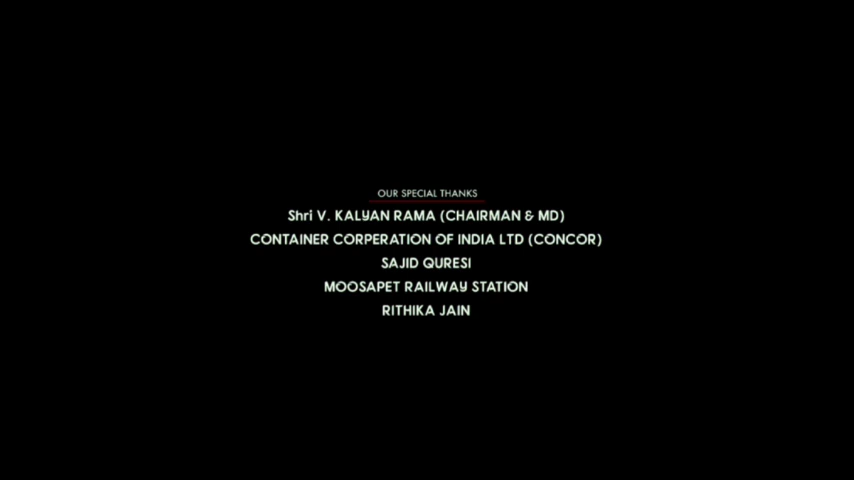 OUR SPECIAL THANKS
Shri V. KALYAN RAMA (CHAIRMAN & MD)
CONTAINER CORPERATION OF INDIA LTD (CONCOR)
SAJID QURESI
MOOSAPET RAILWAY STATION
RITHIKA JAIN